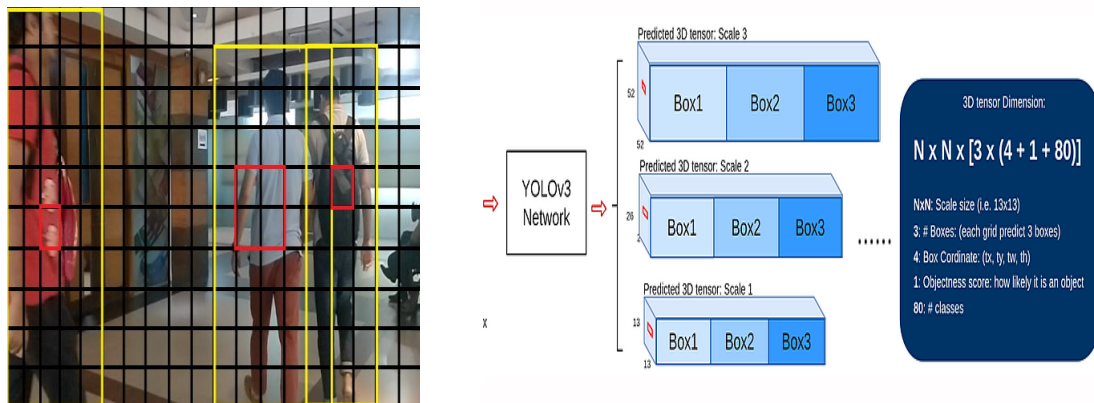 Predicted 3D tensor: Scale 3
52
Box1 Box2 Box3
52
Predicted 3D tensor: Scale 2
YOLOv3
Network
26
Box1 Box2 Box3
2
......
Predicted 3D tensor: Scale 1
x
13
Box1 Box2 Box3
13
3D tensor Dimension:
N x N x [3 x (4 + 1 + 80)]
NxN: Scale size (i.e. 13x13)
3: # Boxes: (each grid predict 3 boxes)
4: Box Cordinate: (tx, ty, tw, th)
1: Objectness score: how likely it is an object
80: # classes